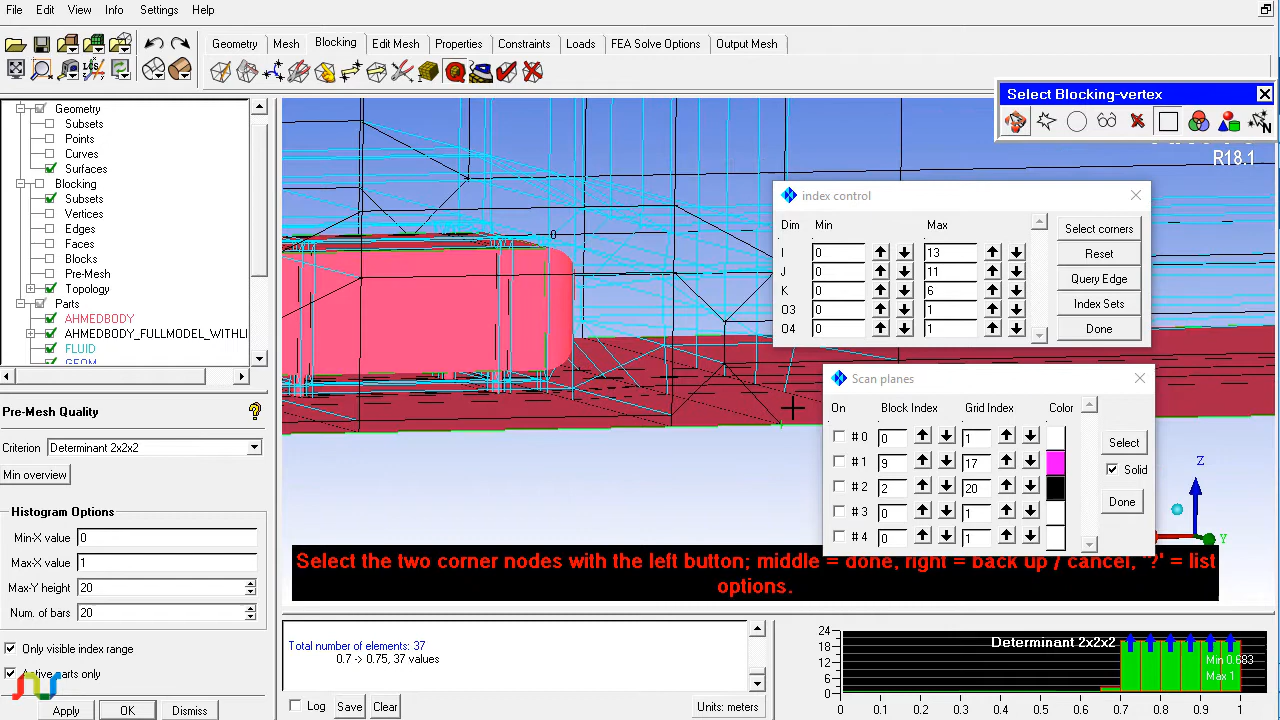 File Edit View Info Settings Help
Geometry Mesh Blocking Edit Mesh Properties Constraints Loads FEA Solve Options Output Mesh
Select Blocking-vertex
R18.1
Geometry
Subsets
Points
Curves
Surfaces
Blocking
Subsets
Vertices
Edges
Faces
Blocks
Pre-Mesh
Topology
Parts
AHMEDBODY
AHMEDBODY_FULLMODEL_WITHLI
FLUID
GEOM
Pre-Mesh Quality
Criterion Determinant 2x2x2
Min overview
Histogram Options
Min-X value 0
Max-X value 1
Max-Y height 20
Num. of bars 20
Only visible index range
Active parts only
Apply OK Dismiss
0
index control
Dim Min Max
I 0 13
J 0 11
K 0 6
O3 0 1
O4 0 1
Select corners
Reset
Query Edge
Index Sets
Done
Scan planes
On Block Index Grid Index Color
# 0 0 1
# 1 9 17
# 2 2 20
# 3 0 1
# 4 0 1
Select
Solid
Done
Z
Y
Select the two corner nodes with the left button; middle = done, right = back up / cancel, '?' = list
options.
Total number of elements: 37
0.7 -> 0.75, 37 values
Log Save Clear
Units: meters
Determinant 2x2x2
Min 0.683
Max 1
24
18
12
6
0
0 0.1 0.2 0.3 0.4 0.5 0.6 0.7 0.8 0.9 1